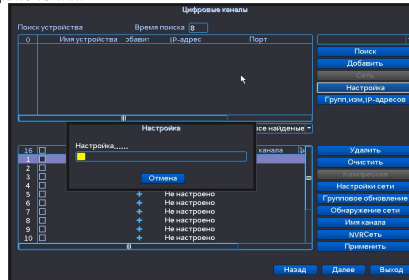 Цифровые каналы
Поиск устройства Время поиска 8
0 Имя устройства эбавит IP-адрес Порт
Поиск
Добавить
Сеть
Настройка
Групп,изм,IP-адресов
Настройка
все найденые
Настройка......
16 канала
Отмена
1
2
3
4
5 + Не настроено
6 + Не настроено
7 + Не настроено
8 + Не настроено
9 + Не настроено
10 + Не настроено
Удалить
Очистить
Компрессия
Настройки сети
Групповое обновление
Обнаружение сети
Имя канала
NVRСеть
Применить
Назад Далее Выход